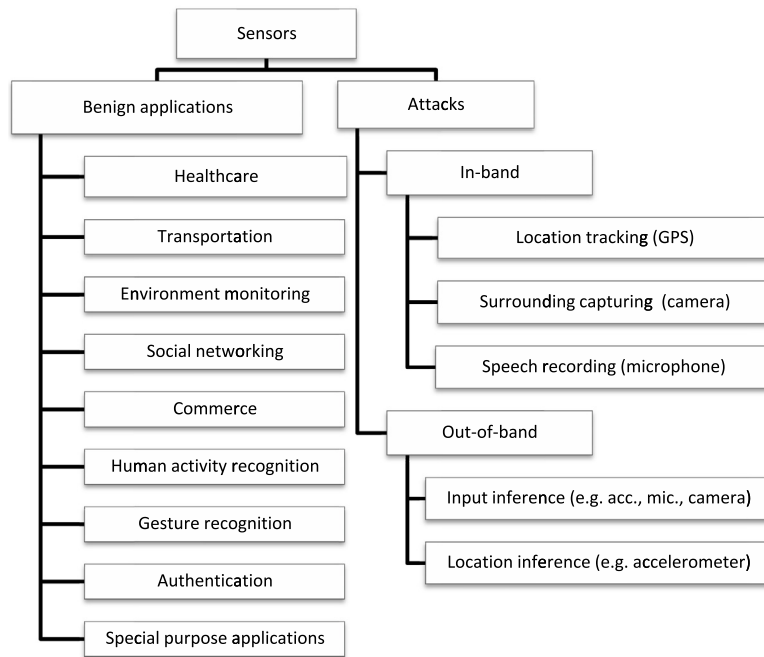 Sensors
Benign applications
Attacks
Healthcare
Transportation
Environment monitoring
Social networking
Commerce
Human activity recognition
Gesture recognition
Authentication
Special purpose applications
In-band
Location tracking (GPS)
Surrounding capturing (camera)
Speech recording (microphone)
Out-of-band
Input inference (e.g. acc., mic., camera)
Location inference (e.g. accelerometer)